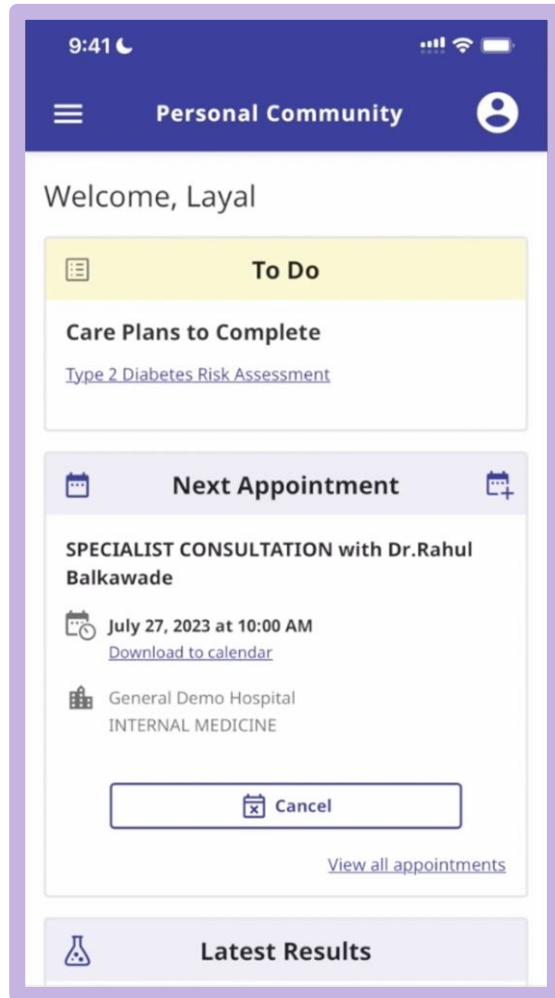 9:41
Personal Community
Welcome, Layal
To Do
Care Plans to Complete
Type 2 Diabetes Risk Assessment
Next Appointment
SPECIALIST CONSULTATION with Dr.Rahul
Balkawade
July 27, 2023 at 10:00 AM
Download to calendar
General Demo Hospital
INTERNAL MEDICINE
Cancel
View all appointments
Latest Results